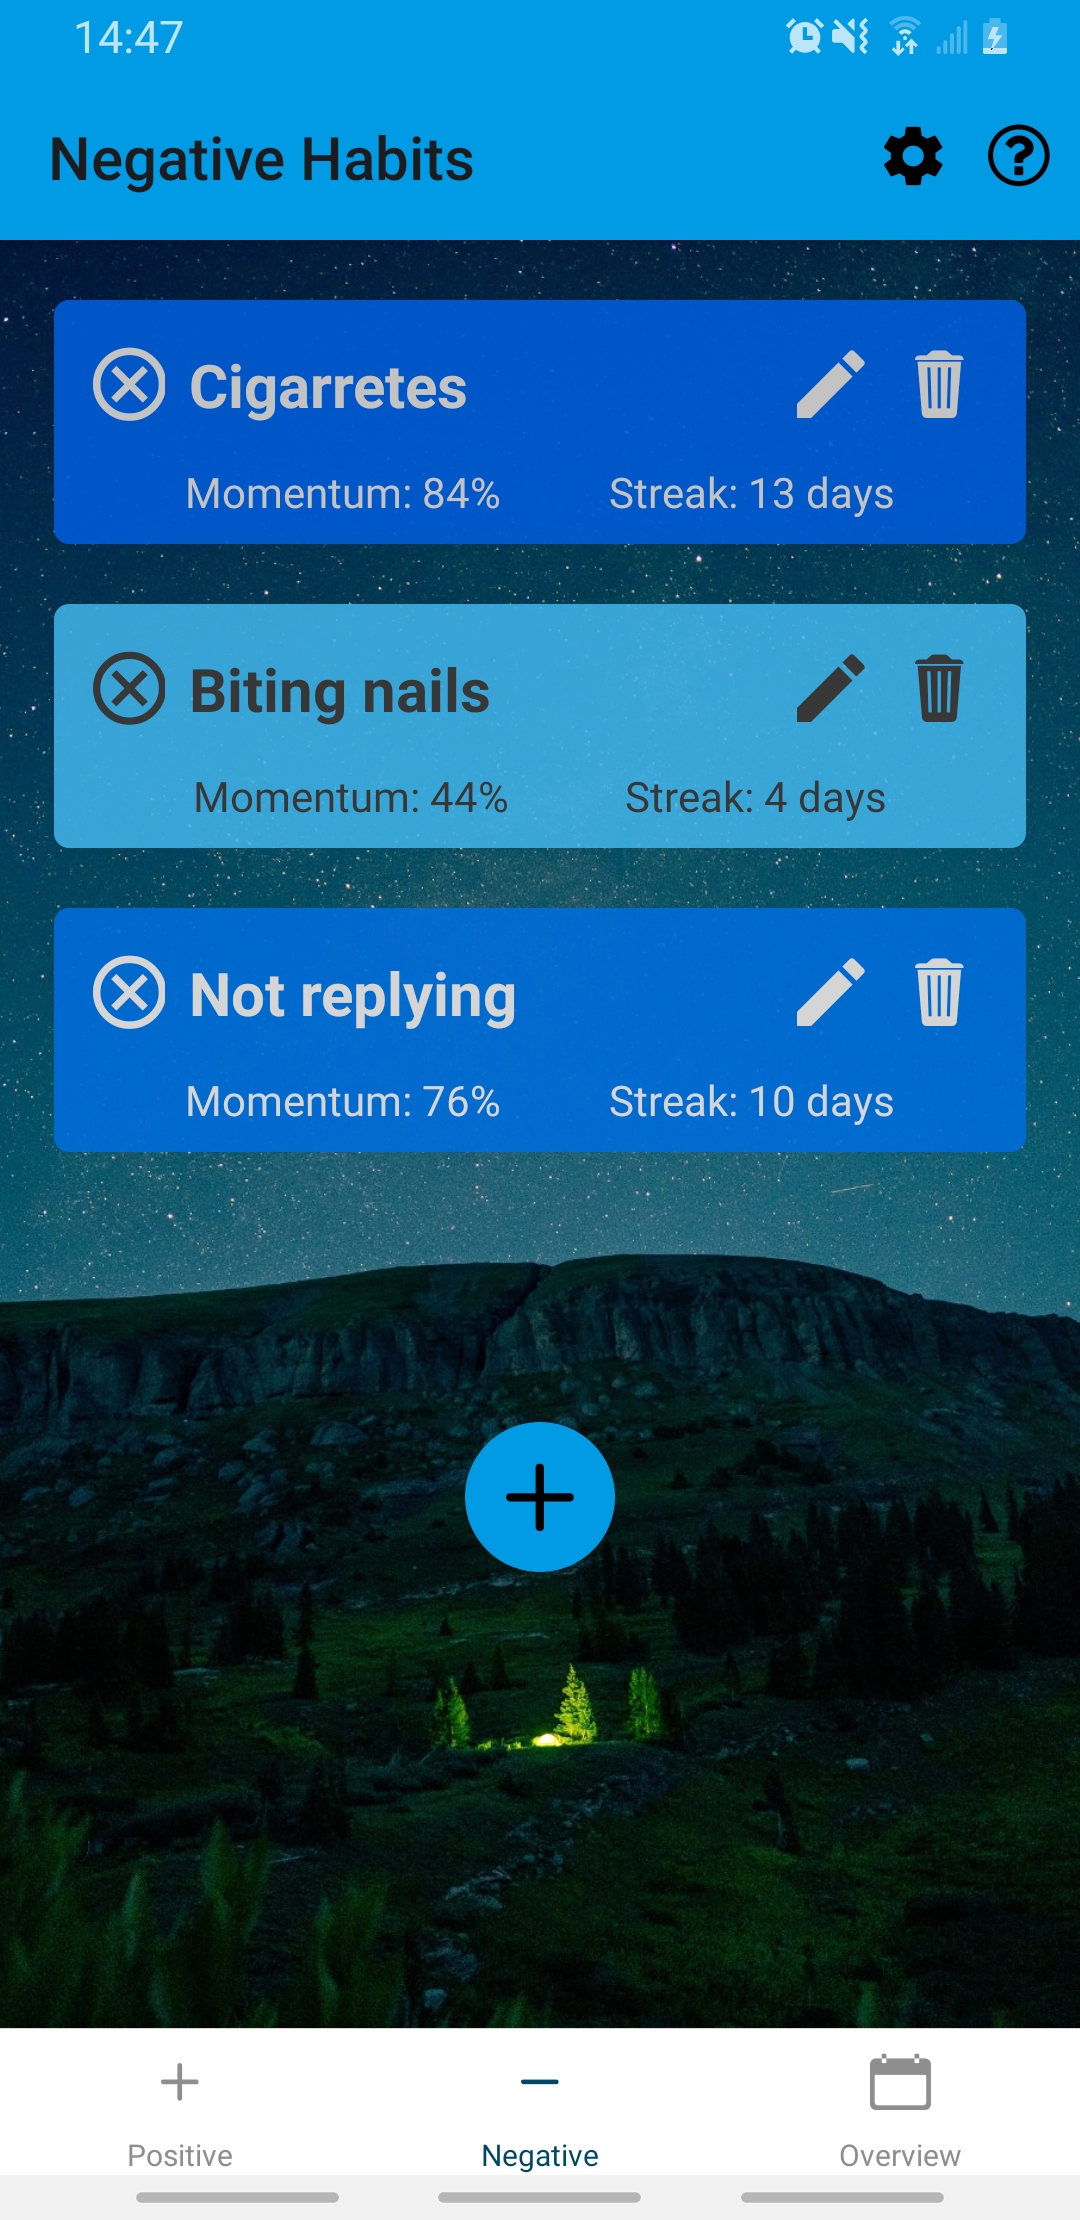 14:47
Negative Habits
Cigarretes
Momentum: 84% Streak: 13 days
Biting nails
Momentum: 44% Streak: 4 days
Not replying
Momentum: 76% Streak: 10 days
Positive Negative Overview